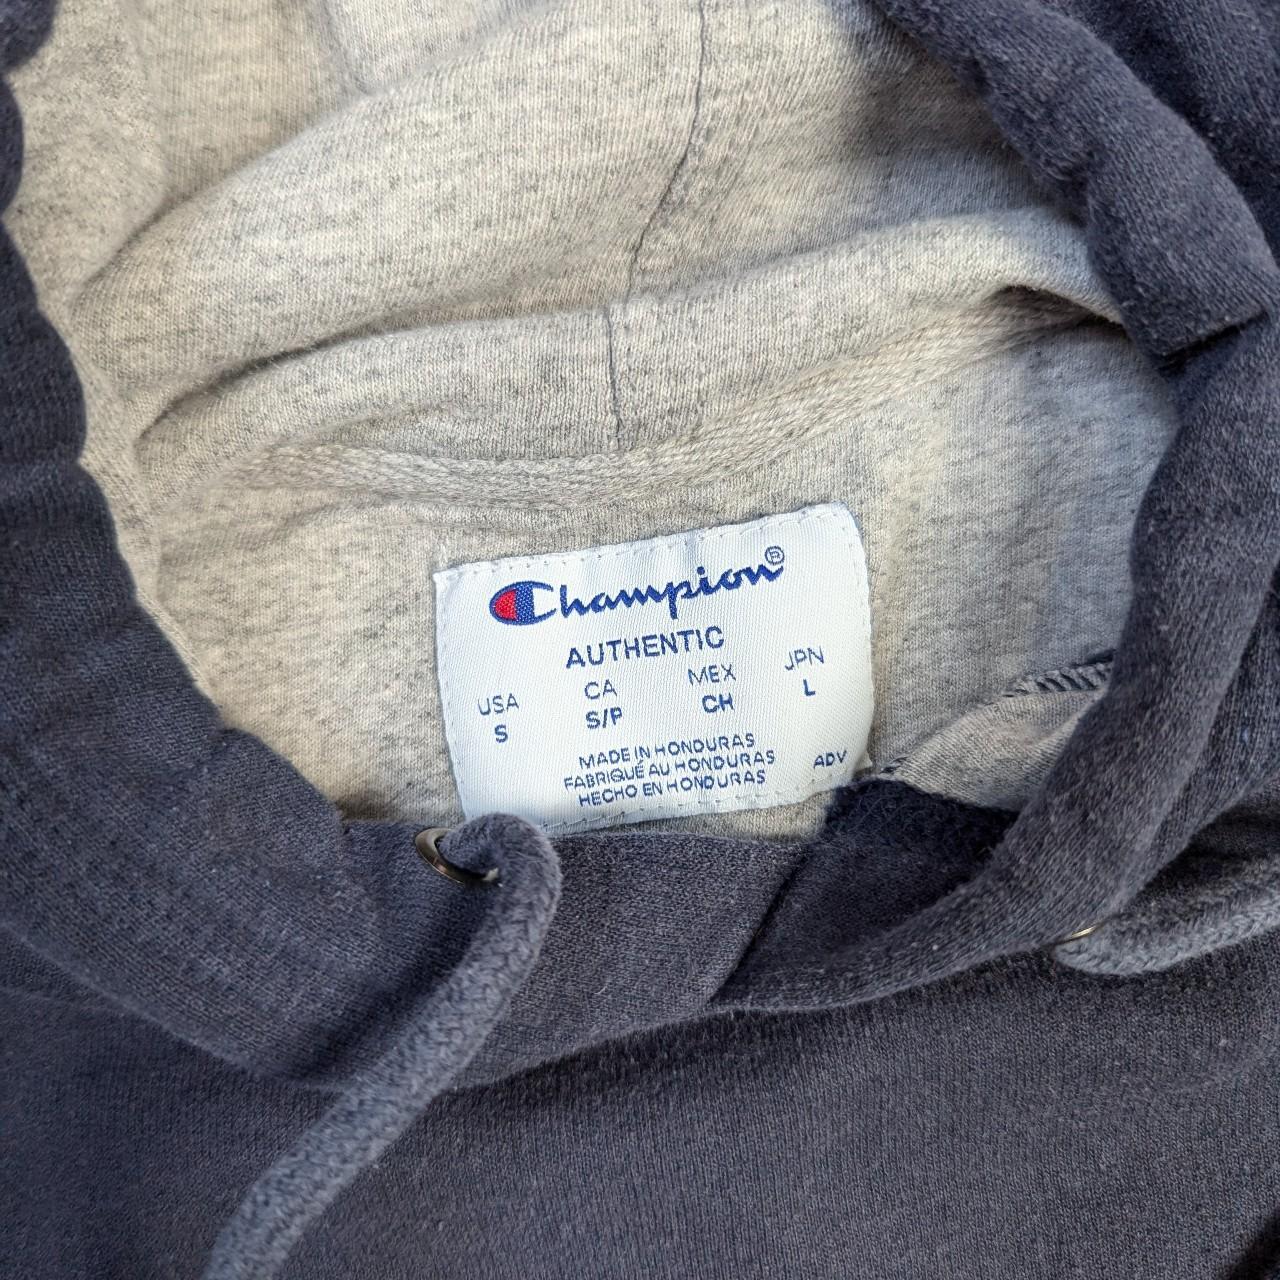 Champion®
AUTHENTIC
USA CA MEX JPN
S S/P CH L
MADE IN HONDURAS
FABRIQUÉ AU HONDURAS ADV
HECHO EN HONDURAS